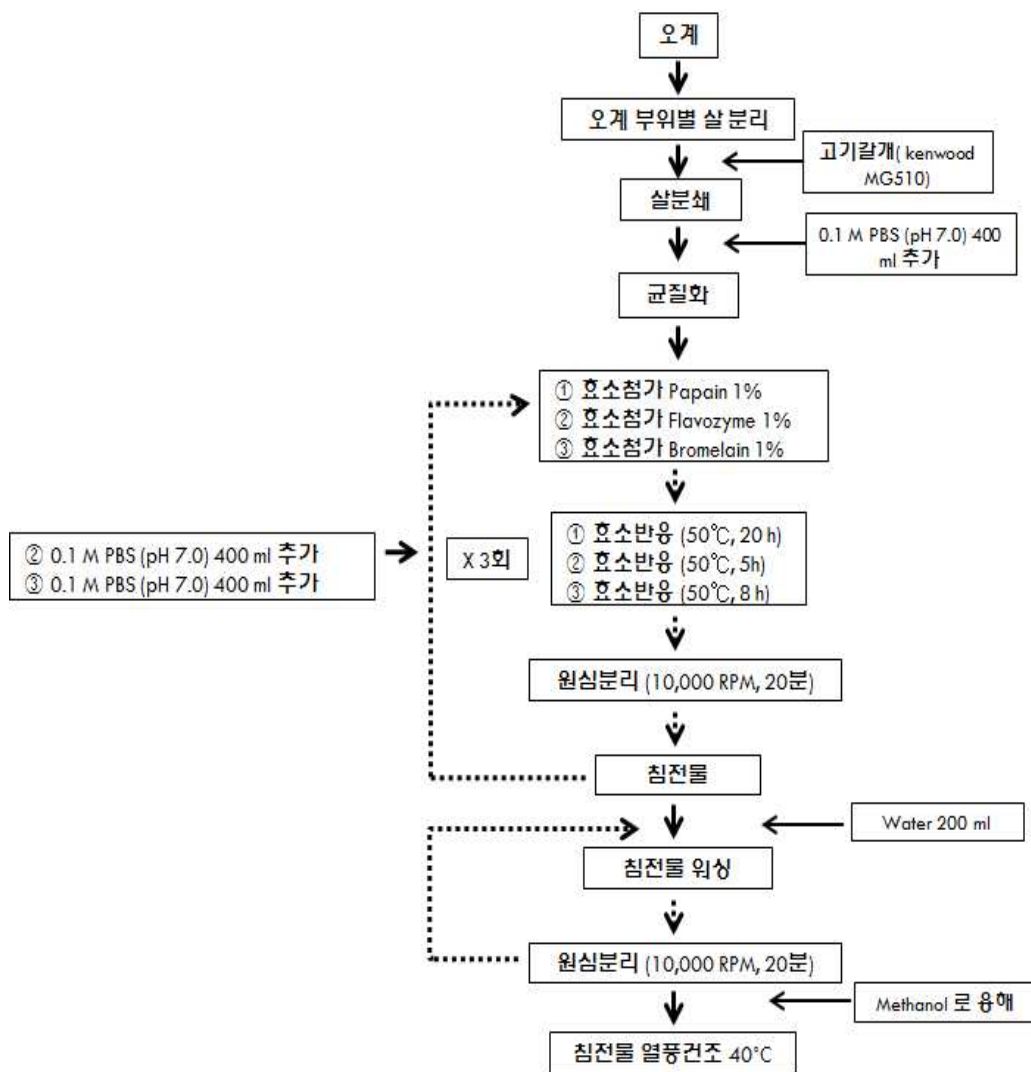 오계
오계 부위별 살 분리
고기갈개( kenwood
MG510)
살분쇄
0.1 M PBS (pH 7.0) 400
ml 추가
균질화
① 효소첨가 Papain 1%
② 효소첨가 Flavozyme 1%
③ 효소첨가 Bromelain 1%
② 0.1 M PBS (pH 7.0) 400 ml 추가
③ 0.1 M PBS (pH 7.0) 400 ml 추가
X 3회
① 효소반응 (50℃, 20 h)
② 효소반응 (50℃, 5h)
③ 효소반응 (50℃, 8 h)
원심분리 (10,000 RPM, 20분)
침전물
Water 200 ml
침전물 워싱
원심분리 (10,000 RPM, 20분)
Methanol 로 용해
침전물 열풍건조 40°C